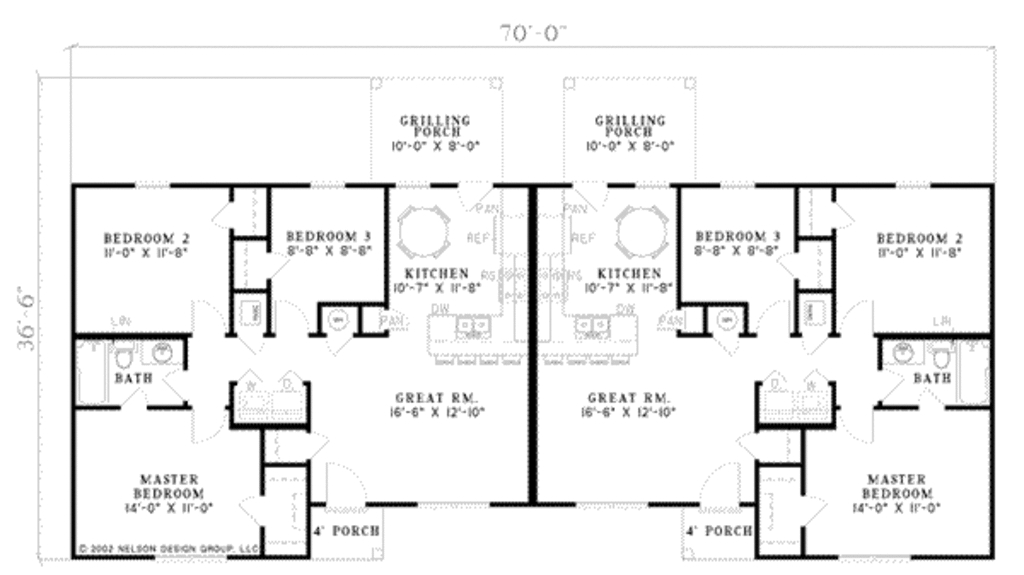 70'-0"
GRILLING
PORCH
10'-0" X 8'-0"
GRILLING
PORCH
10'-0" X 8'-0"
36'-6"
BEDROOM 2
11'-0" X 11'-8"
BEDROOM 3
8'-8" X 8'-8"
PAN
REF
KITCHEN
10'-7" X 11'-8"
DW
PAN
LIN
PAN
REF
KITCHEN
10'-7" X 11'-8"
DW
PAN
BEDROOM 3
8'-8" X 8'-8"
BEDROOM 2
11'-0" X 11'-8"
LIN
BATH
W
D
GREAT RM.
16'-6" X 12'-10"
GREAT RM.
16'-6" X 12'-10"
D
W
BATH
MASTER
BEDROOM
14'-0" X 11'-0"
4' PORCH
4' PORCH
MASTER
BEDROOM
14'-0" X 11'-0"
© 2002 NELSON DESIGN GROUP, LLC